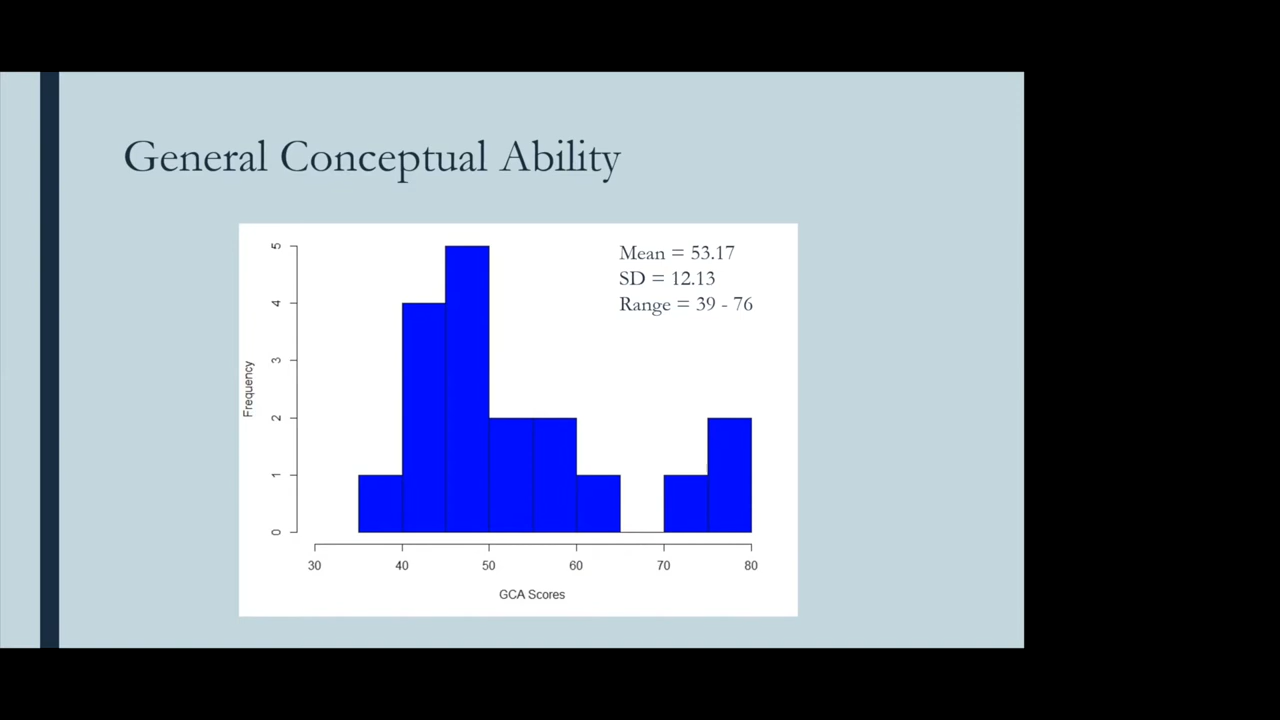 General Conceptual Ability
Mean = 53.17
SD = 12.13
Range = 39 - 76
Frequency
5
4
3
2
1
0
30 40 50 60 70 80
GCA Scores